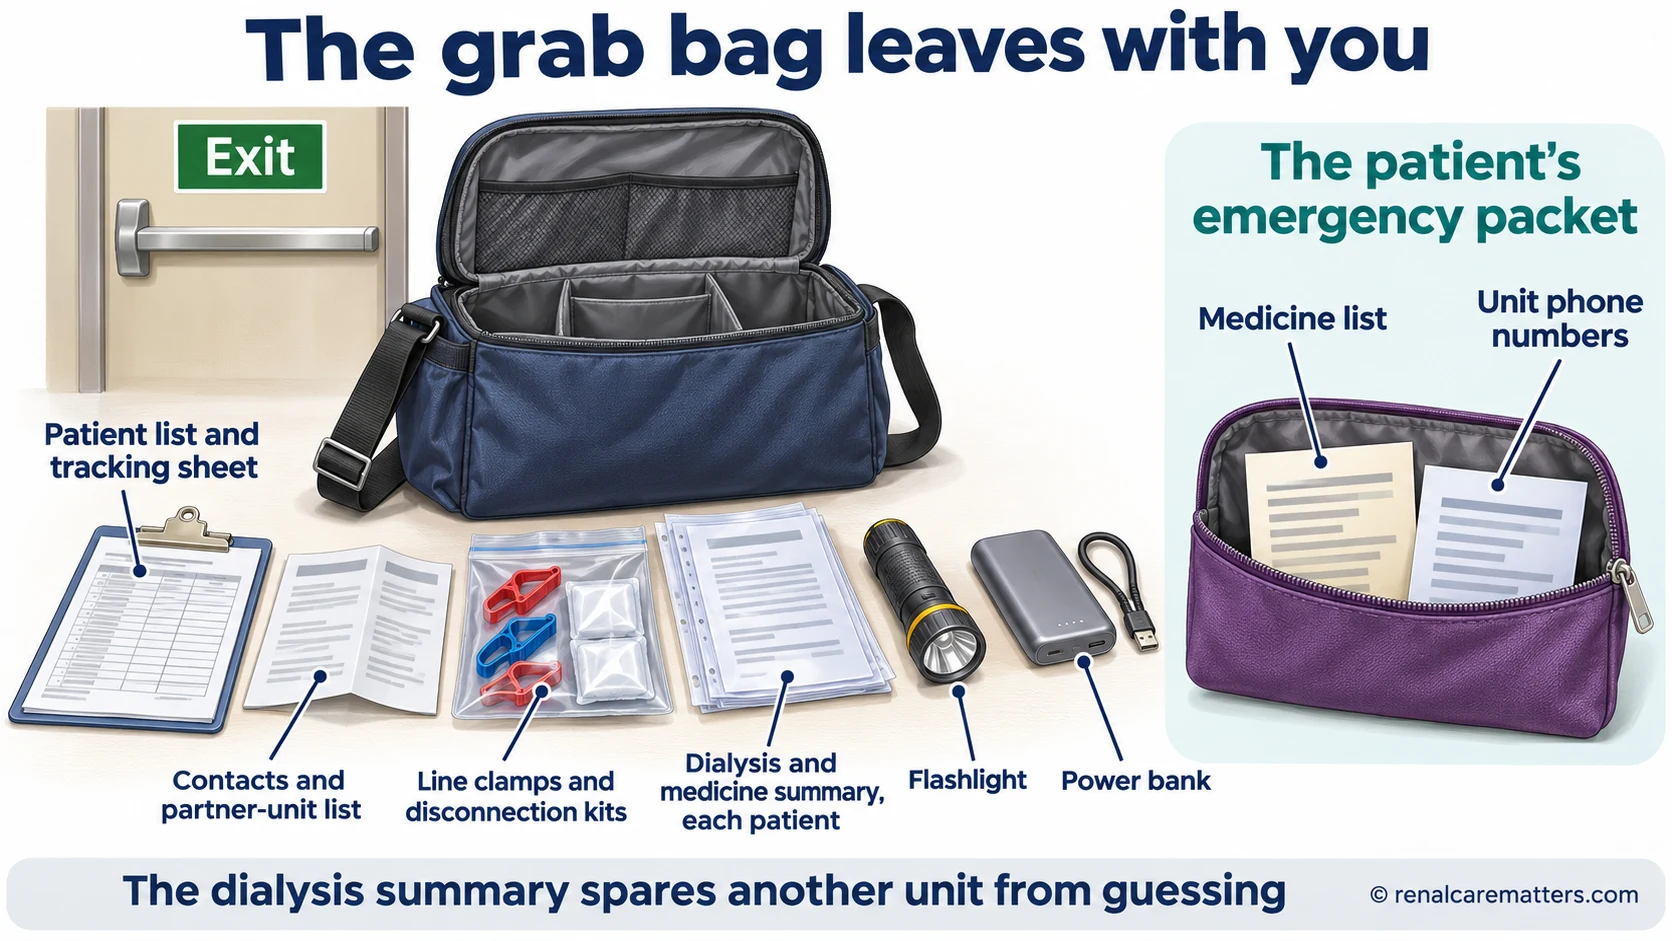 The grab bag leaves with you
Exit
The patient's
emergency packet
Medicine list
Unit phone
numbers
Patient list and
tracking sheet
Contacts and
partner-unit list
Line clamps and
disconnection kits
Dialysis and
medicine summary,
each patient
Flashlight
Power bank
The dialysis summary spares another unit from guessing
© renalcarematters.com